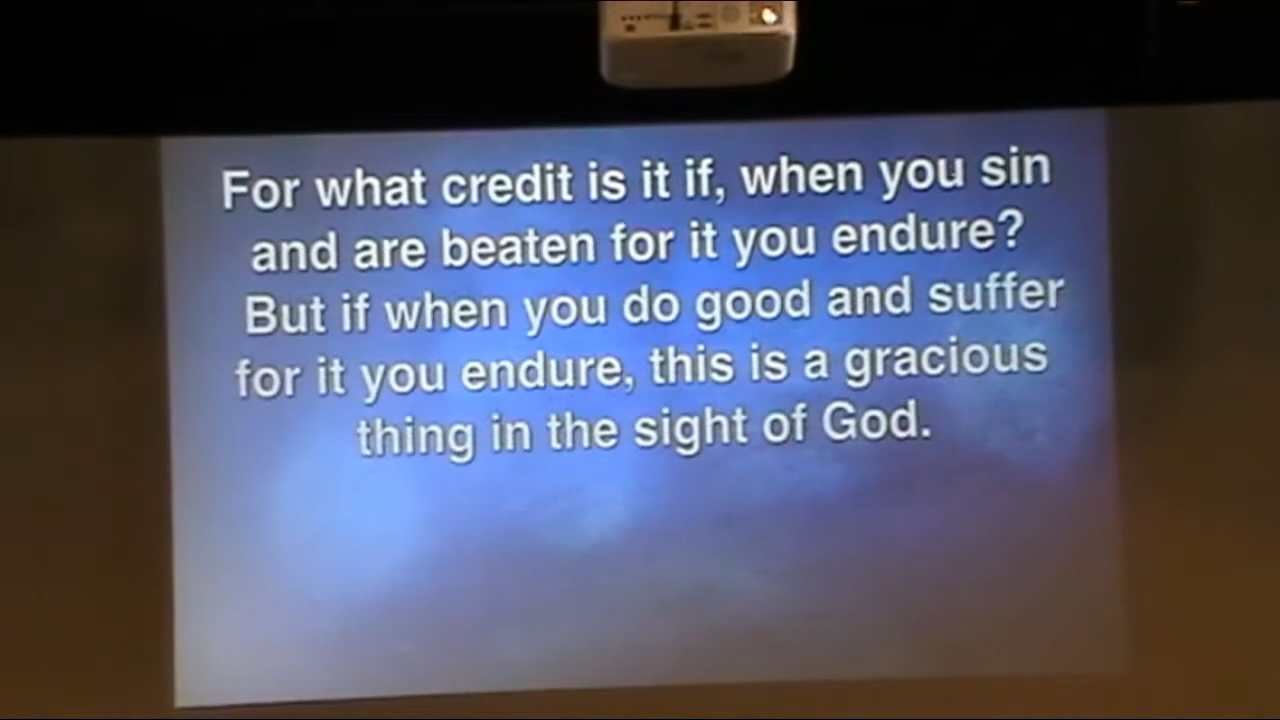 For what credit is it if, when you sin
and are beaten for it you endure?
But if when you do good and suffer
for it you endure, this is a gracious
thing in the sight of God.